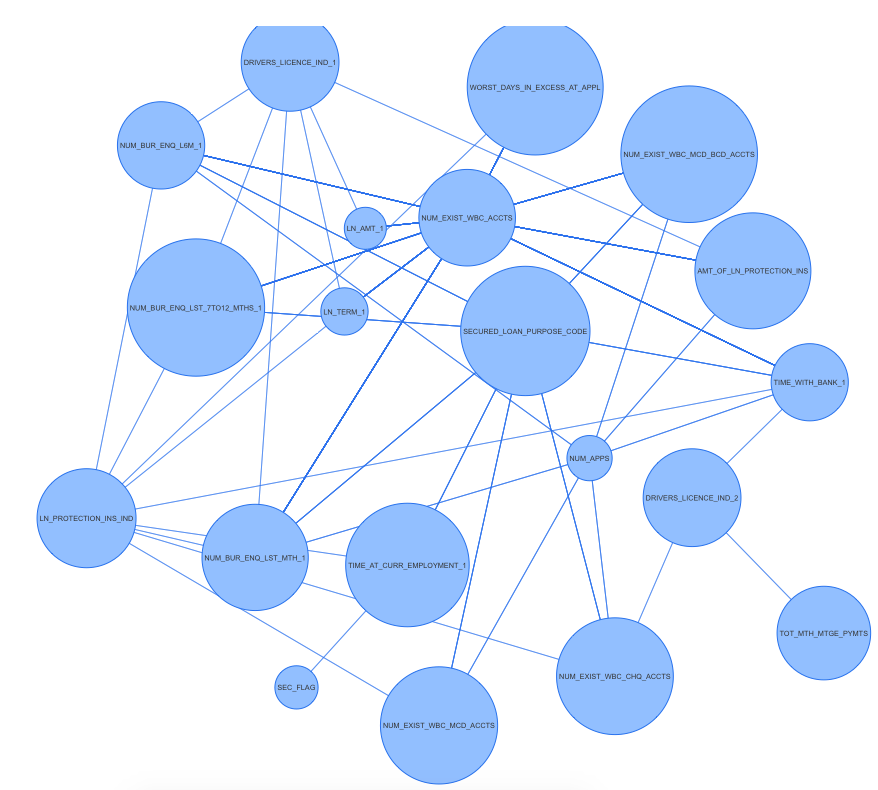 DRIVERS_LICENCE_IND_1
WORST_DAYS_IN_EXCESS_AT_APPL
NUM_BUR_ENQ_L6M_1
NUM_EXIST_WBC_MCD_BCD_ACCTS
NUM_EXIST_WBC_ACCTS
LN_AMT_1
AMT_OF_LN_PROTECTION_INS
NUM_BUR_ENQ_LST_7TO12_MTHS_1
LN_TERM_1
SECURED_LOAN_PURPOSE_CODE
TIME_WITH_BANK_1
NUM_APPS
DRIVERS_LICENCE_IND_2
LN_PROTECTION_INS_IND
NUM_BUR_ENQ_LST_MTH_1
TIME_AT_CURR_EMPLOYMENT_1
TOT_MTH_MTGE_PYMTS
NUM_EXIST_WBC_CHQ_ACCTS
SEC_FLAG
NUM_EXIST_WBC_MCD_ACCTS